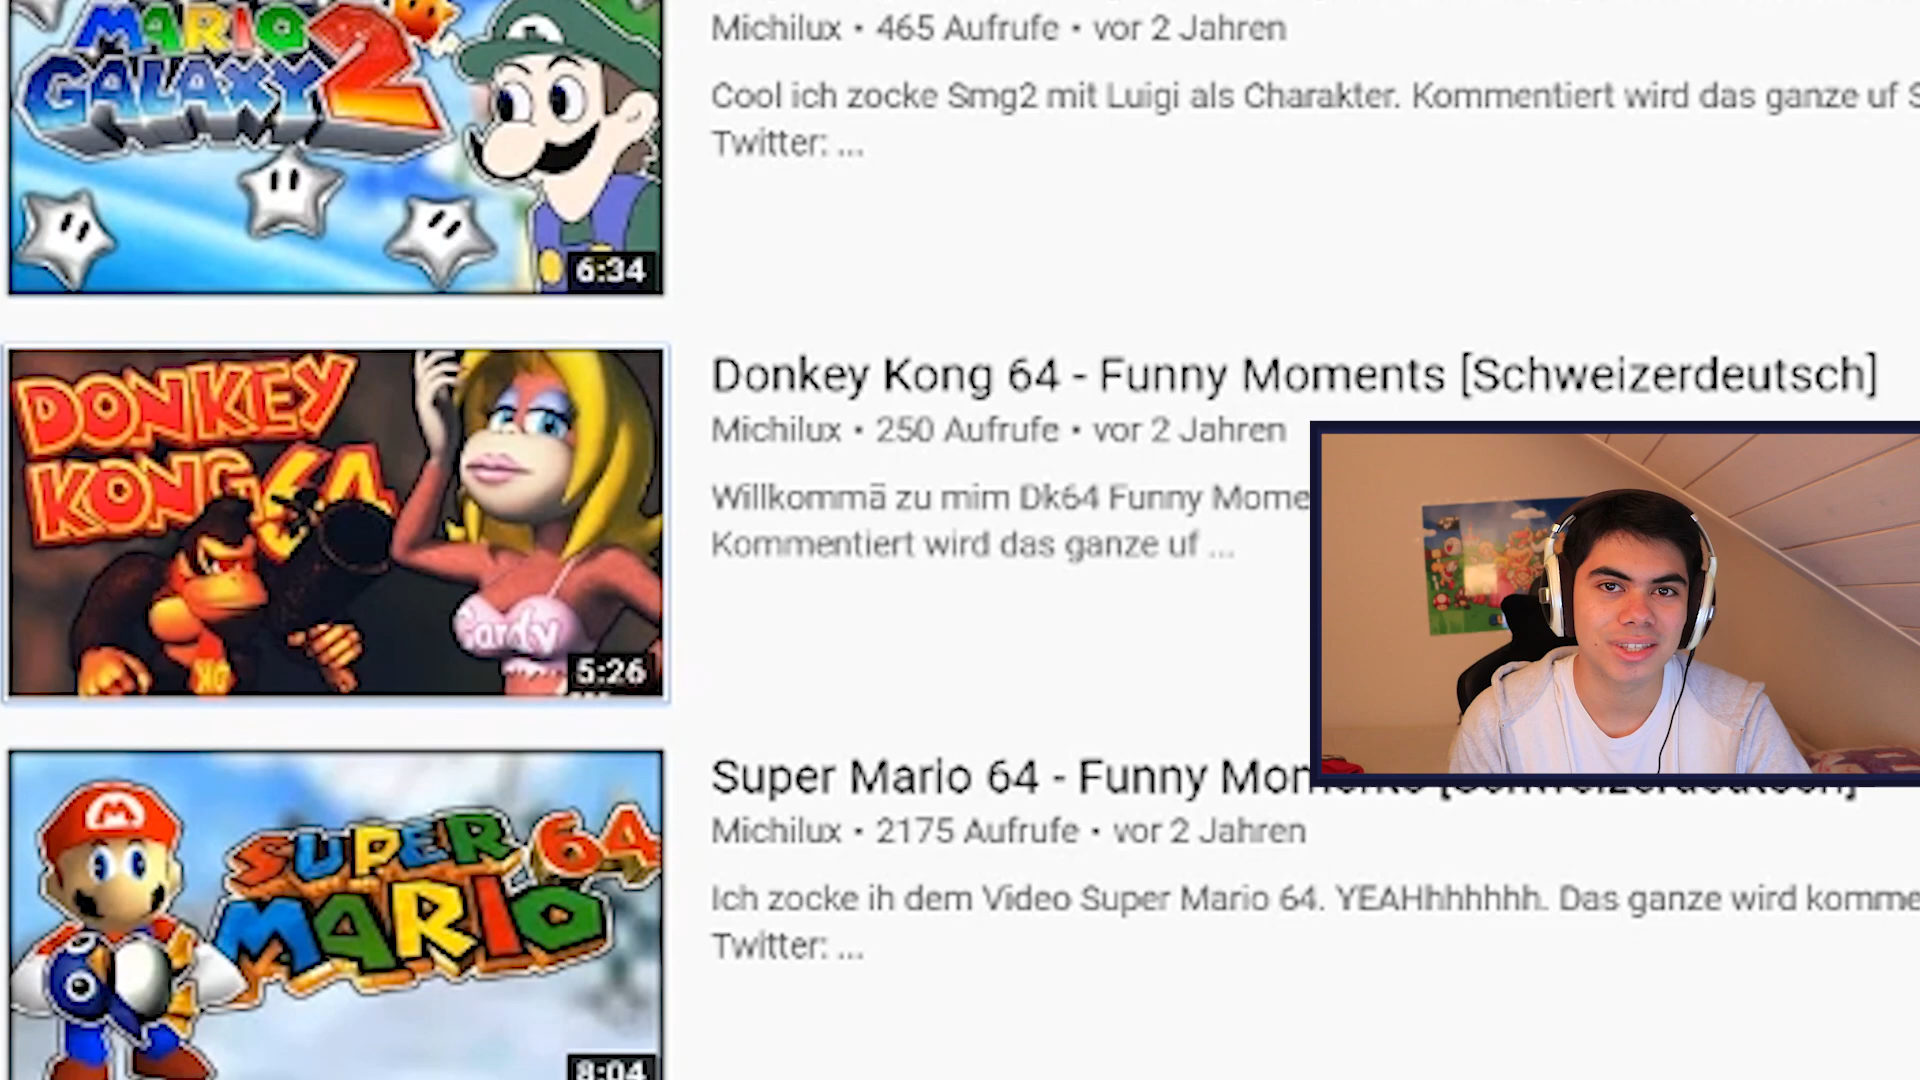 MARIO
GALAXY 2
6:34
Michilux • 465 Aufrufe • vor 2 Jahren
Cool ich zocke Smg2 mit Luigi als Charakter. Kommentiert wird das ganze uf S
Twitter: ...
DONKEY
KONG 64
DK
Candy
5:26
Donkey Kong 64 - Funny Moments [Schweizerdeutsch]
Michilux • 250 Aufrufe • vor 2 Jahren
Willkommä zu mim Dk64 Funny Mome
Kommentiert wird das ganze uf ...
M
SUPER 64
MARIO
8:04
Super Mario 64 - Funny Moments [Schweizerdeutsch]
Michilux • 2175 Aufrufe • vor 2 Jahren
Ich zocke ih dem Video Super Mario 64. YEAHhhhhhh. Das ganze wird komme
Twitter: ...